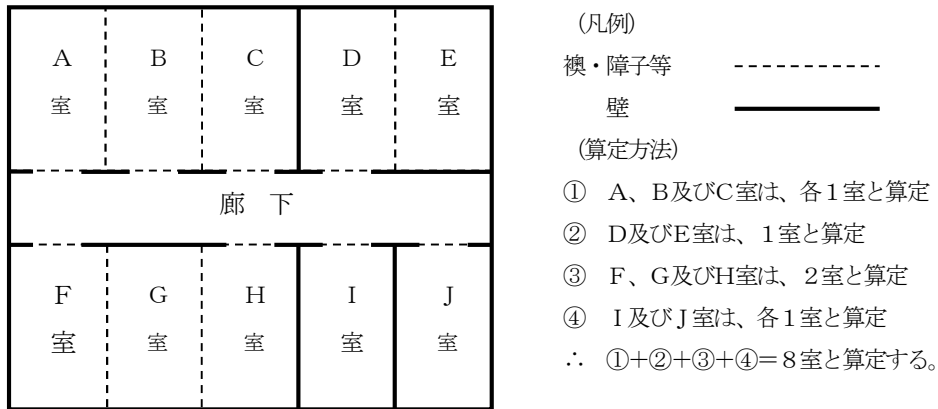 A B C D E
室 室 室 室 室
廊 下
F G H I J
室 室 室 室 室
(凡例)
襖・障子等
壁
(算定方法)
① A、B及びC室は、各1室と算定
② D及びE室は、1室と算定
③ F、G及びH室は、2室と算定
④ I及びJ室は、各1室と算定
∴ ①+②+③+④=8室と算定する。